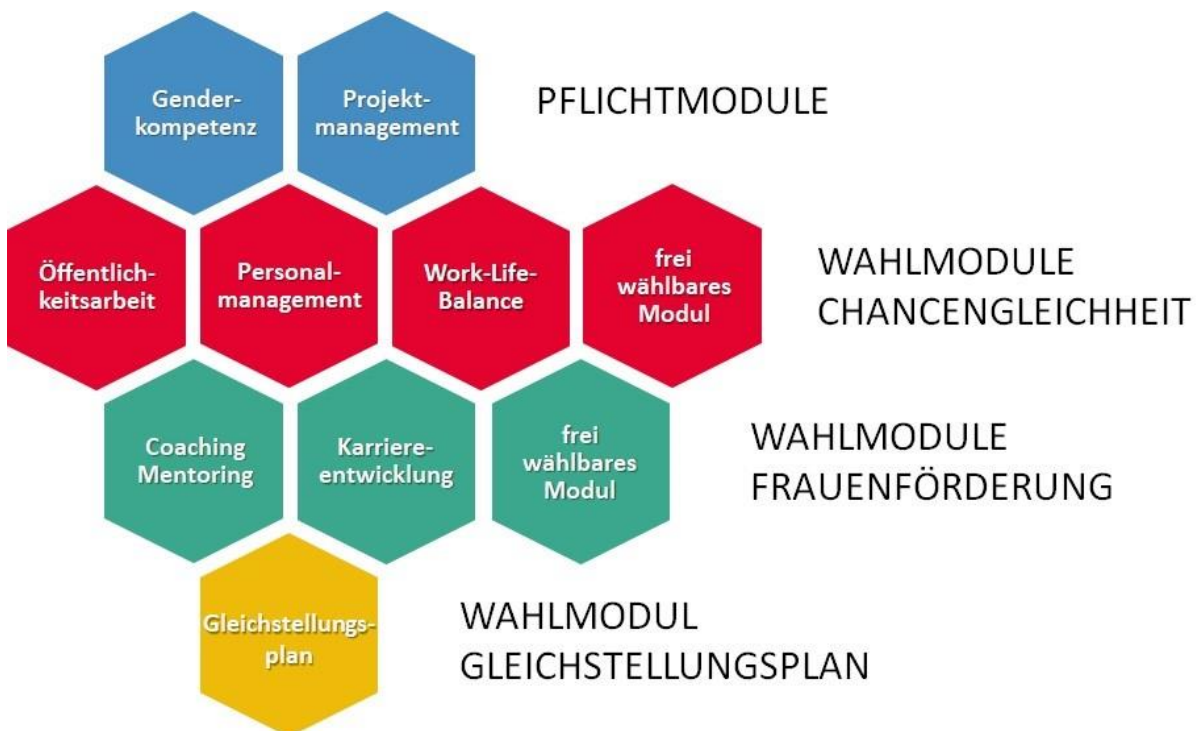 Gender-
kompetenz
Projekt-
management
PFLICHTMODULE
Öffentlich-
keitsarbeit
Personal-
management
Work-Life-
Balance
frei
wählbares
Modul
WAHLMODULE
CHANCENGLEICHHEIT
Coaching
Mentoring
Karriere-
entwicklung
frei
wählbares
Modul
WAHLMODULE
FRAUENFÖRDERUNG
Gleichstellungs-
plan
WAHLMODUL
GLEICHSTELLUNGSPLAN